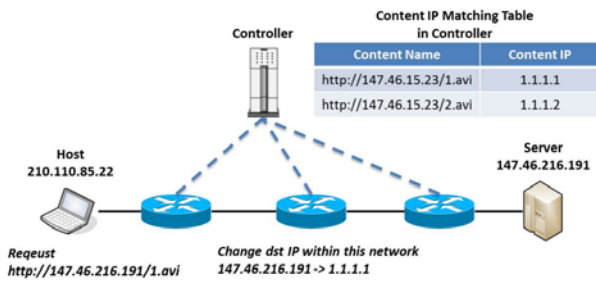 Content IP Matching Table
in Controller
Controller
Content Name Content IP
http://147.46.15.23/1.avi 1.1.1.1
http://147.46.15.23/2.avi 1.1.1.2
Host
210.110.85.22
Server
147.46.216.191
Reqeust
http://147.46.216.191/1.avi
Change dst IP within this network
147.46.216.191 -> 1.1.1.1